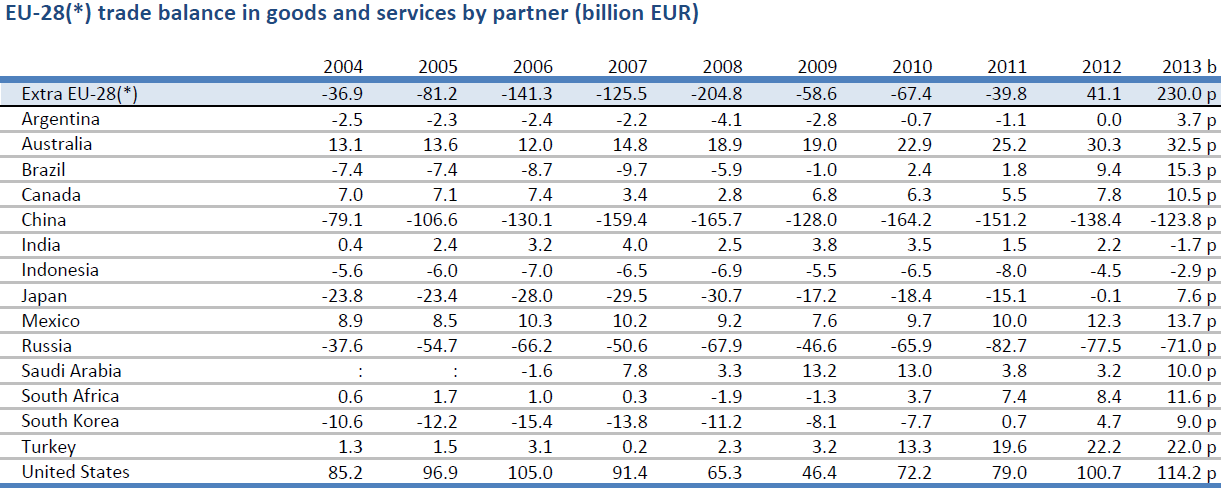 EU-28(*) trade balance in goods and services by partner (billion EUR)
2004 2005 2006 2007 2008 2009 2010 2011 2012 2013 b
Extra EU-28(*) -36.9 -81.2 -141.3 -125.5 -204.8 -58.6 -67.4 -39.8 41.1 230.0 p
Argentina -2.5 -2.3 -2.4 -2.2 -4.1 -2.8 -0.7 -1.1 0.0 3.7 p
Australia 13.1 13.6 12.0 14.8 18.9 19.0 22.9 25.2 30.3 32.5 p
Brazil -7.4 -7.4 -8.7 -9.7 -5.9 -1.0 2.4 1.8 9.4 15.3 p
Canada 7.0 7.1 7.4 3.4 2.8 6.8 6.3 5.5 7.8 10.5 p
China -79.1 -106.6 -130.1 -159.4 -165.7 -128.0 -164.2 -151.2 -138.4 -123.8 p
India 0.4 2.4 3.2 4.0 2.5 3.8 3.5 1.5 2.2 -1.7 p
Indonesia -5.6 -6.0 -7.0 -6.5 -6.9 -5.5 -6.5 -8.0 -4.5 -2.9 p
Japan -23.8 -23.4 -28.0 -29.5 -30.7 -17.2 -18.4 -15.1 -0.1 7.6 p
Mexico 8.9 8.5 10.3 10.2 9.2 7.6 9.7 10.0 12.3 13.7 p
Russia -37.6 -54.7 -66.2 -50.6 -67.9 -46.6 -65.9 -82.7 -77.5 -71.0 p
Saudi Arabia : : -1.6 7.8 3.3 13.2 13.0 3.8 3.2 10.0 p
South Africa 0.6 1.7 1.0 0.3 -1.9 -1.3 3.7 7.4 8.4 11.6 p
South Korea -10.6 -12.2 -15.4 -13.8 -11.2 -8.1 -7.7 0.7 4.7 9.0 p
Turkey 1.3 1.5 3.1 0.2 2.3 3.2 13.3 19.6 22.2 22.0 p
United States 85.2 96.9 105.0 91.4 65.3 46.4 72.2 79.0 100.7 114.2 p